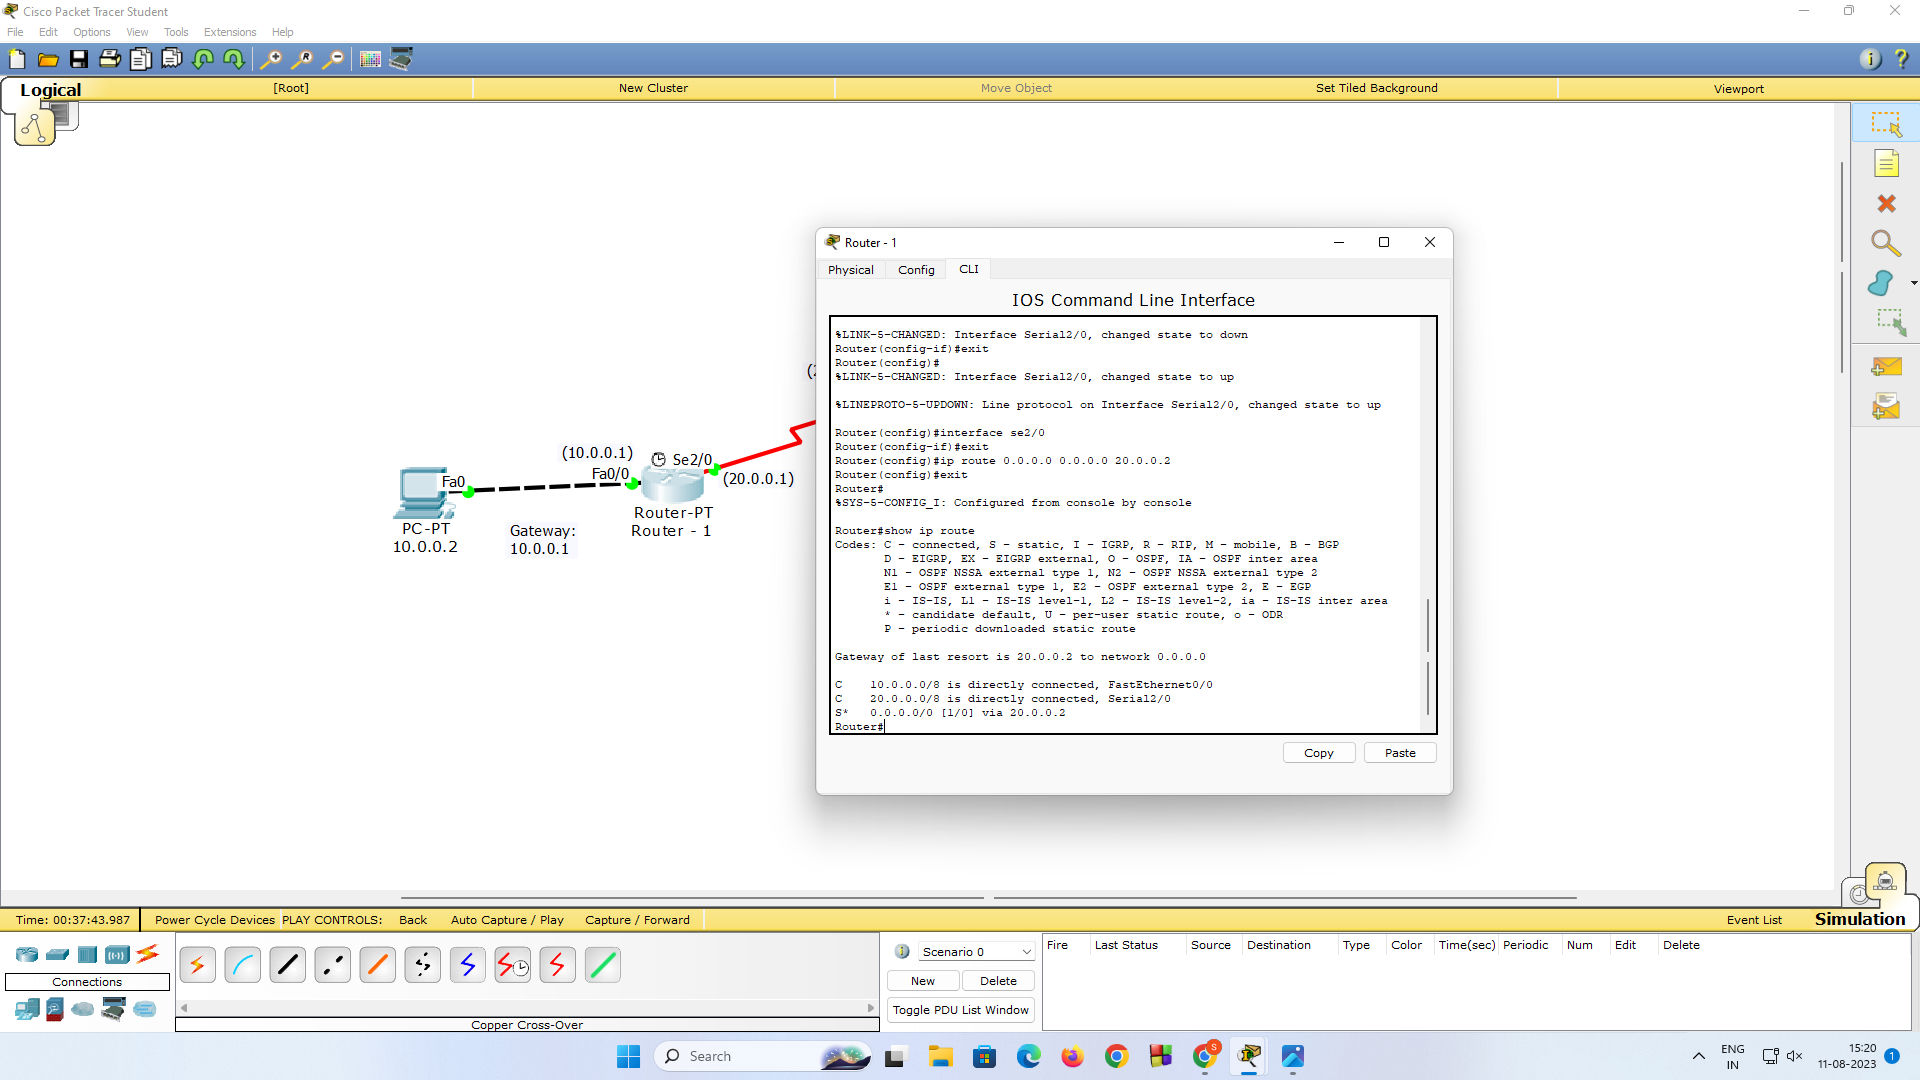 Cisco Packet Tracer Student
File Edit Options View Tools Extensions Help
Logical [Root] New Cluster Move Object Set Tiled Background Viewport
Router - 1
Physical Config CLI
IOS Command Line Interface
%LINK-5-CHANGED: Interface Serial2/0, changed state to down
Router(config-if)#exit
Router(config)#
%LINK-5-CHANGED: Interface Serial2/0, changed state to up
%LINEPROTO-5-UPDOWN: Line protocol on Interface Serial2/0, changed state to up
Router(config)#interface se2/0
Router(config-if)#exit
Router(config)#ip route 0.0.0.0 0.0.0.0 20.0.0.2
Router(config)#exit
Router#
%SYS-5-CONFIG_I: Configured from console by console
Router#show ip route
Codes: C - connected, S - static, I - IGRP, R - RIP, M - mobile, B - BGP
D - EIGRP, EX - EIGRP external, O - OSPF, IA - OSPF inter area
N1 - OSPF NSSA external type 1, N2 - OSPF NSSA external type 2
E1 - OSPF external type 1, E2 - OSPF external type 2, E - EGP
i - IS-IS, L1 - IS-IS level-1, L2 - IS-IS level-2, ia - IS-IS inter area
* - candidate default, U - per-user static route, o - ODR
P - periodic downloaded static route
Gateway of last resort is 20.0.0.2 to network 0.0.0.0
C 10.0.0.0/8 is directly connected, FastEthernet0/0
C 20.0.0.0/8 is directly connected, Serial2/0
S* 0.0.0.0/0 [1/0] via 20.0.0.2
Router#
Copy Paste
(2
(10.0.0.1)
Se2/0
Fa0/0
(20.0.0.1)
Fa0
Router-PT
Router - 1
PC-PT
10.0.0.2
Gateway:
10.0.0.1
Time: 00:37:43.987 Power Cycle Devices PLAY CONTROLS: Back Auto Capture / Play Capture / Forward Event List Simulation
Connections
Copper Cross-Over
Scenario 0
New Delete
Toggle PDU List Window
Fire Last Status Source Destination Type Color Time(sec) Periodic Num Edit Delete
Search
S
ENG
IN
15:20
11-08-2023
1